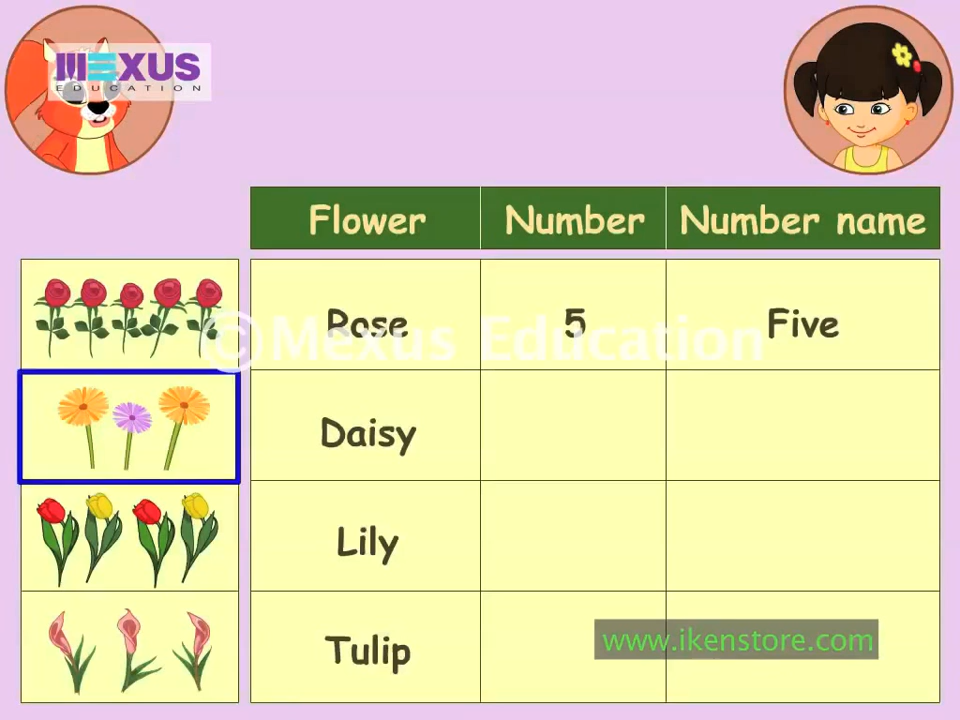 MEXUS
EDUCATION
Flower Number Number name
Rose 5 Five
©Mexus Education
Daisy
Lily
Tulip
www.ikenstore.com